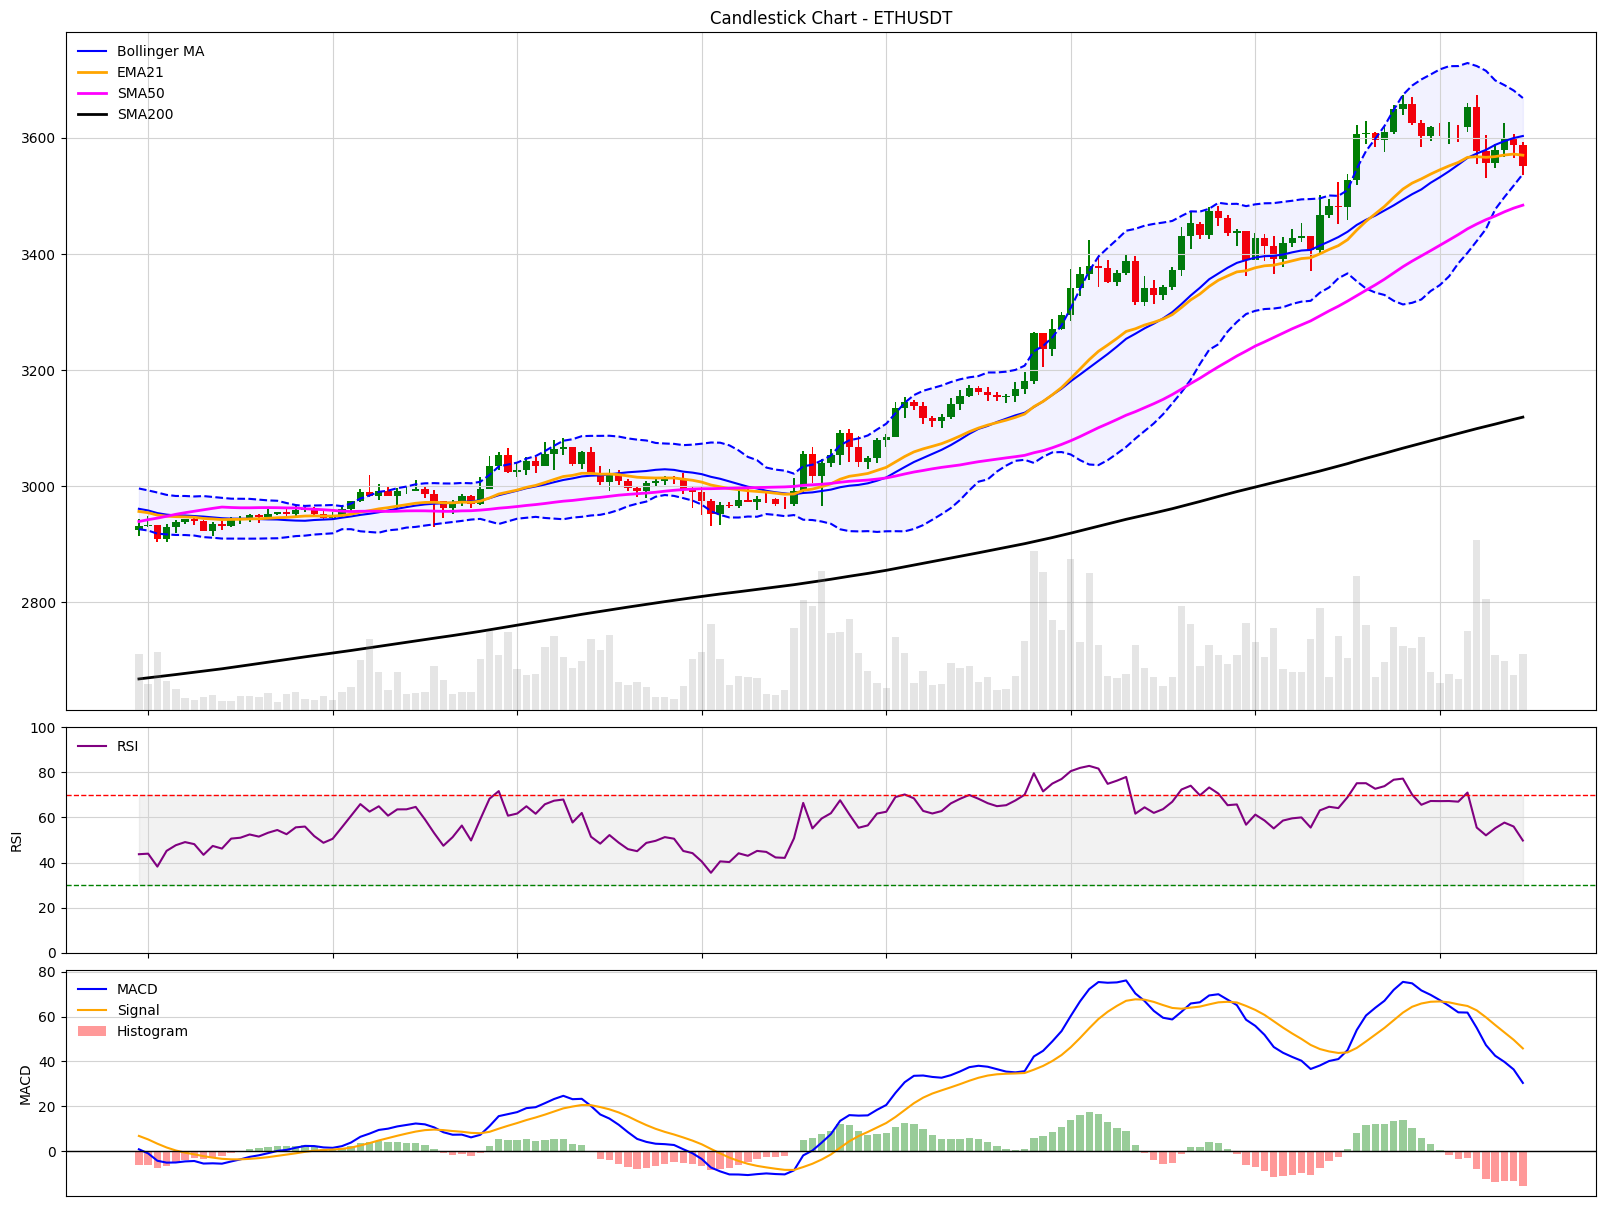 Candlestick Chart - ETHUSDT
Bollinger MA
EMA21
SMA50
SMA200
3600
3400
3200
3000
2800
100
80
60
40
20
0
RSI
RSI
80
60
40
20
0
MACD
MACD
Signal
Histogram